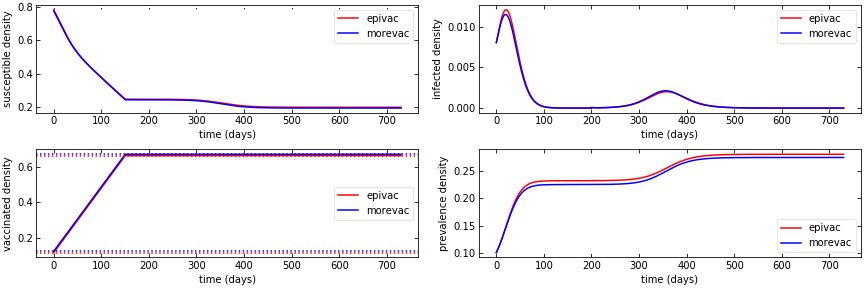 susceptible density
0.8
0.6
0.4
0.2
0 100 200 300 400 500 600 700
time (days)
epivac
morevac
infected density
0.010
0.005
0.000
0 100 200 300 400 500 600 700
time (days)
epivac
morevac
vaccinated density
0.6
0.4
0.2
0 100 200 300 400 500 600 700
time (days)
epivac
morevac
prevalence density
0.25
0.20
0.15
0.10
0 100 200 300 400 500 600 700
time (days)
epivac
morevac